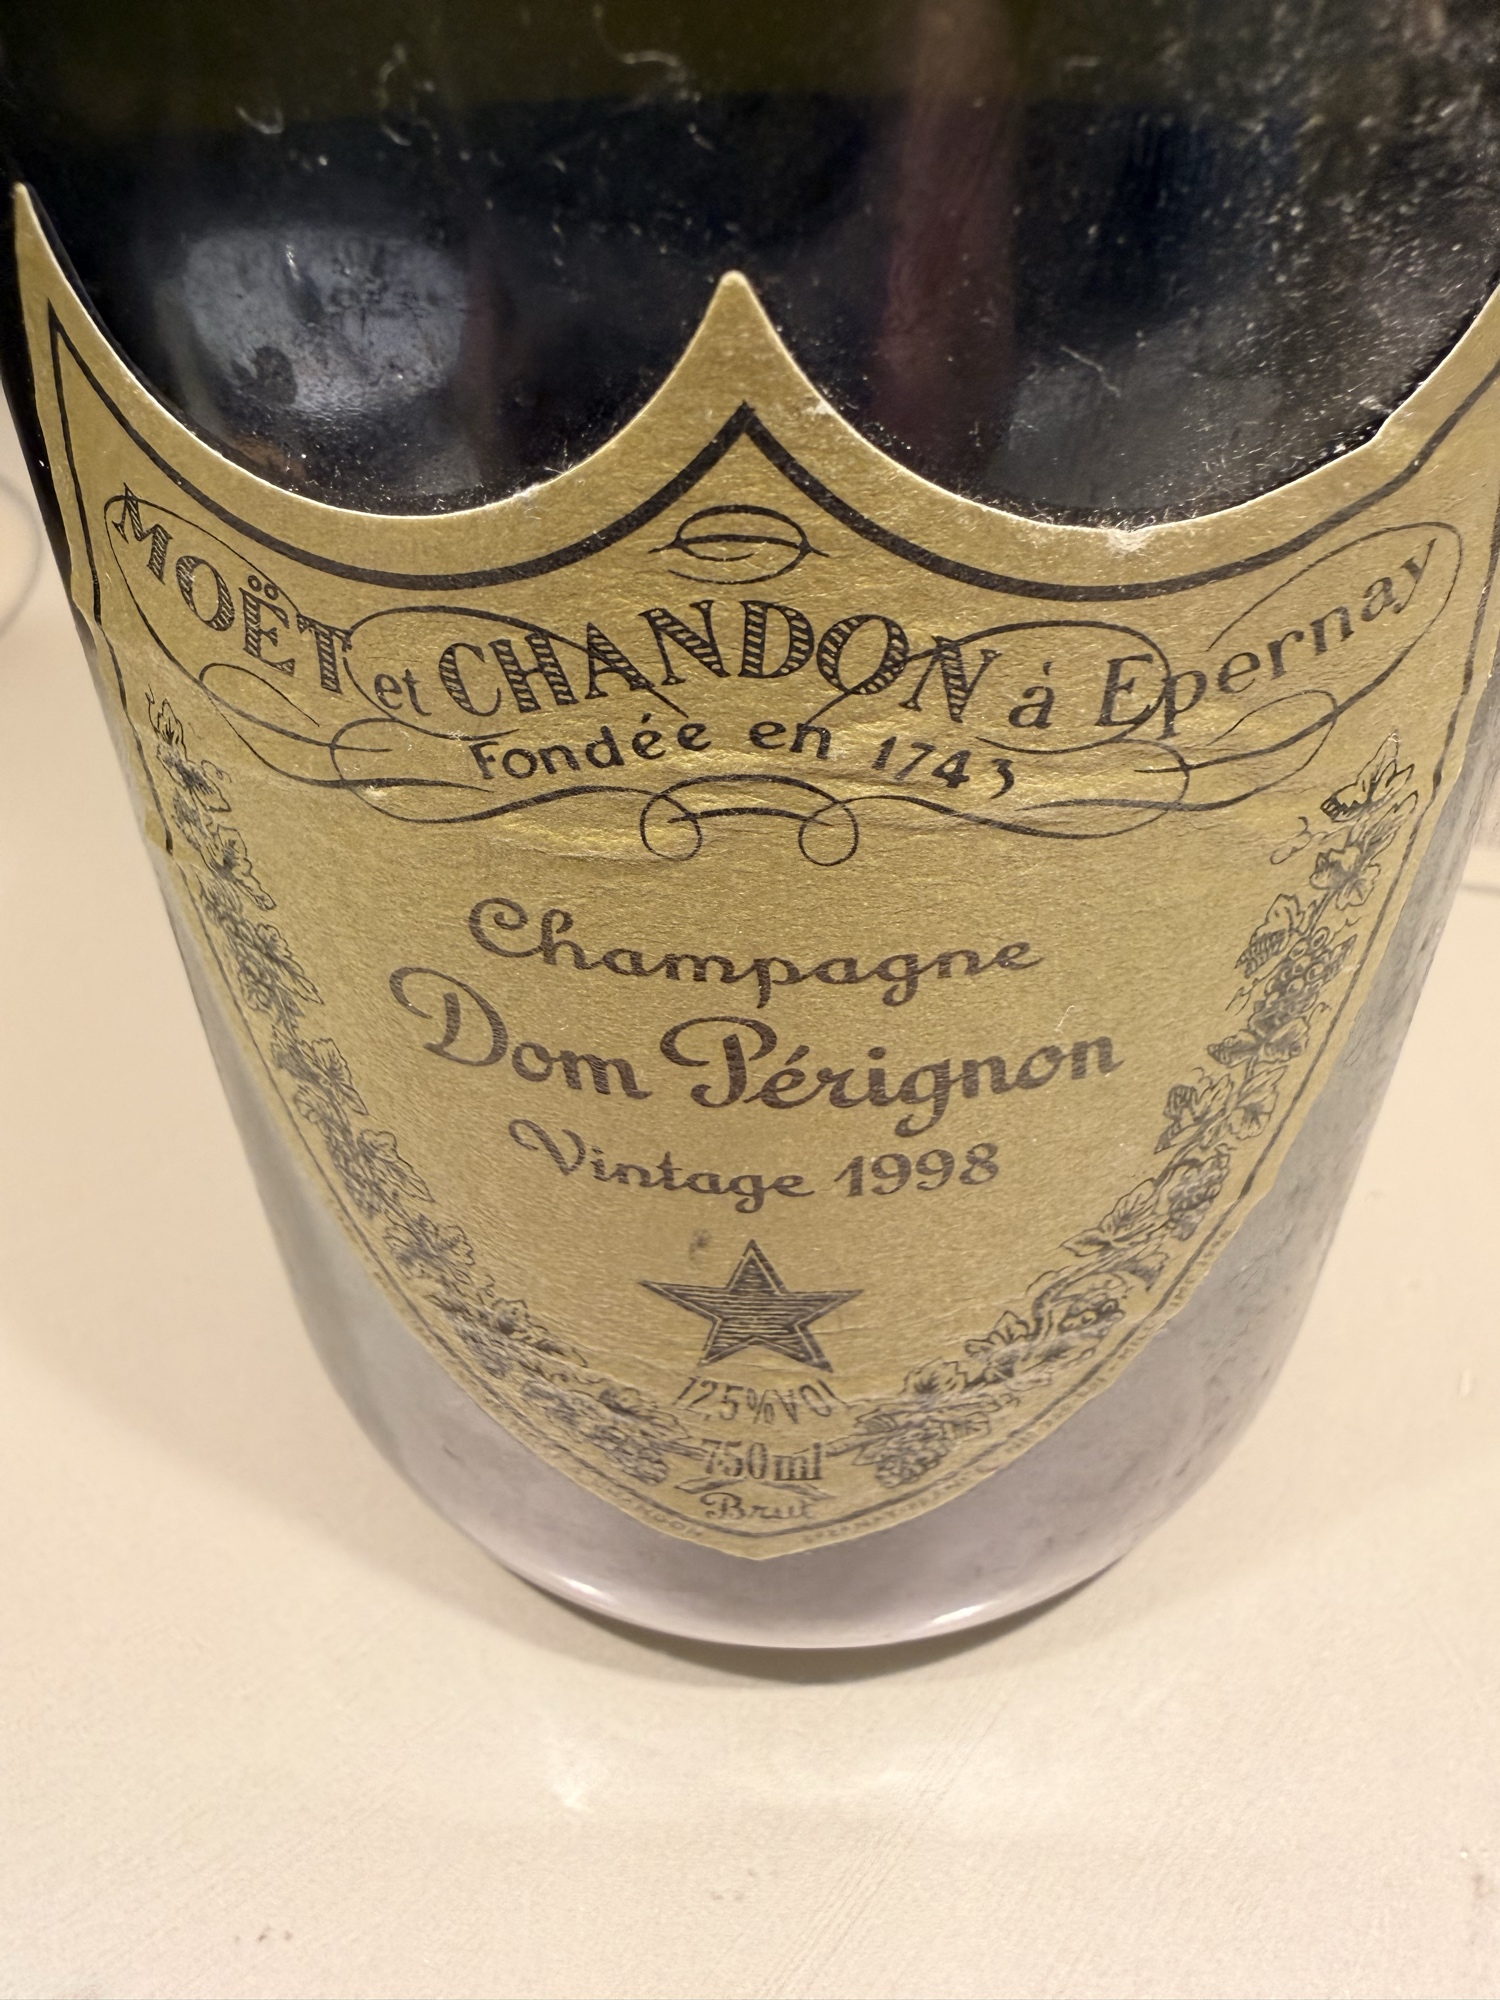 MOËT et CHANDON à Epernay
Fondée en 1743
Champagne
Dom Pérignon
Vintage 1998
12,5%VOL
750ml
Brut